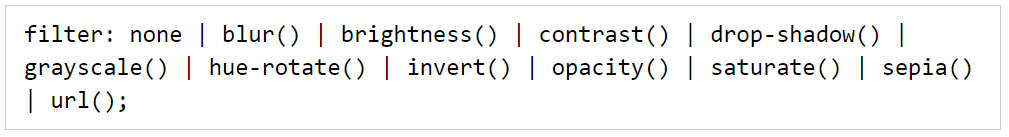 filter: none | blur() | brightness() | contrast() | drop-shadow() |
grayscale() | hue-rotate() | invert() | opacity() | saturate() | sepia()
| url();